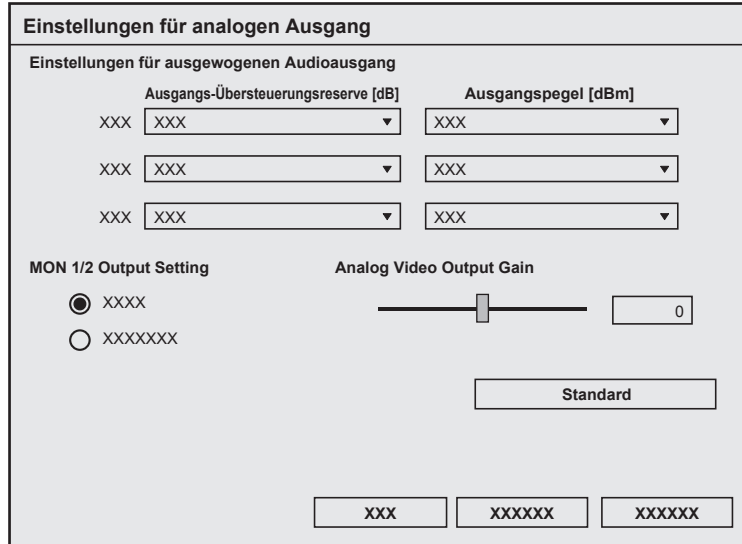 Einstellungen für analogen Ausgang
Einstellungen für ausgewogenen Audioausgang
Ausgangs-Übersteuerungsreserve [dB] Ausgangspegel [dBm]
XXX XXX XXX
XXX XXX XXX
XXX XXX XXX
MON 1/2 Output Setting Analog Video Output Gain
XXXX 0
XXXXXXX
Standard
XXX XXXXXX XXXXXX